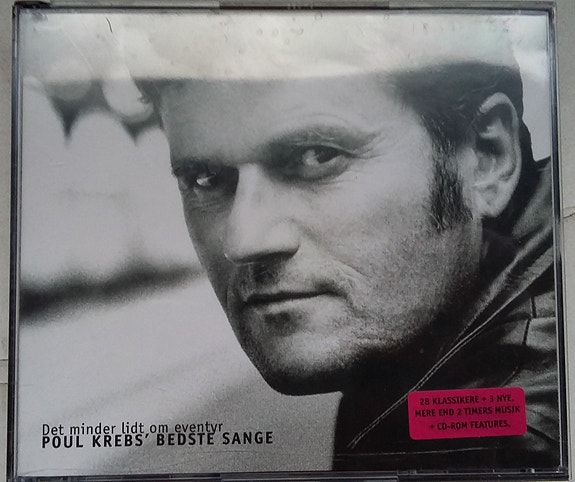 Det minder lidt om eventyr
POUL KREBS' BEDSTE SANGE
28 KLASSIKERE + 3 NYE,
MERE END 2 TIMERS MUSIK
+ CD-ROM FEATURES.